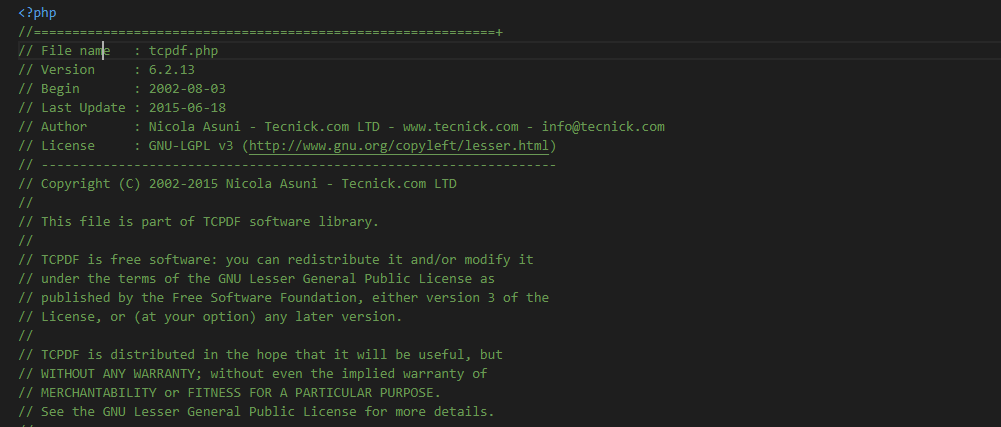 <?php
//============================================================+
// File name   : tcpdf.php
// Version     : 6.2.13
// Begin       : 2002-08-03
// Last Update : 2015-06-18
// Author      : Nicola Asuni - Tecnick.com LTD - www.tecnick.com - info@tecnick.com
// License     : GNU-LGPL v3 (http://www.gnu.org/copyleft/lesser.html)
// -------------------------------------------------------------------
// Copyright (C) 2002-2015 Nicola Asuni - Tecnick.com LTD
//
// This file is part of TCPDF software library.
//
// TCPDF is free software: you can redistribute it and/or modify it
// under the terms of the GNU Lesser General Public License as
// published by the Free Software Foundation, either version 3 of the
// License, or (at your option) any later version.
//
// TCPDF is distributed in the hope that it will be useful, but
// WITHOUT ANY WARRANTY; without even the implied warranty of
// MERCHANTABILITY or FITNESS FOR A PARTICULAR PURPOSE.
// See the GNU Lesser General Public License for more details.
//